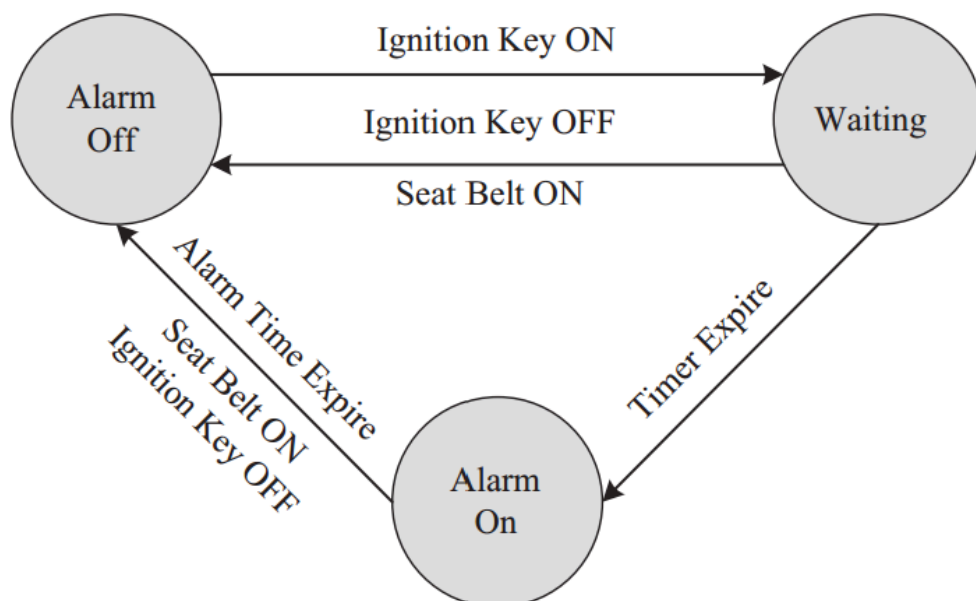 Ignition Key ON
Alarm
Off
Ignition Key OFF
Waiting
Seat Belt ON
Alarm Time Expire
Seat Belt ON
Ignition Key OFF
Timer Expire
Alarm
On